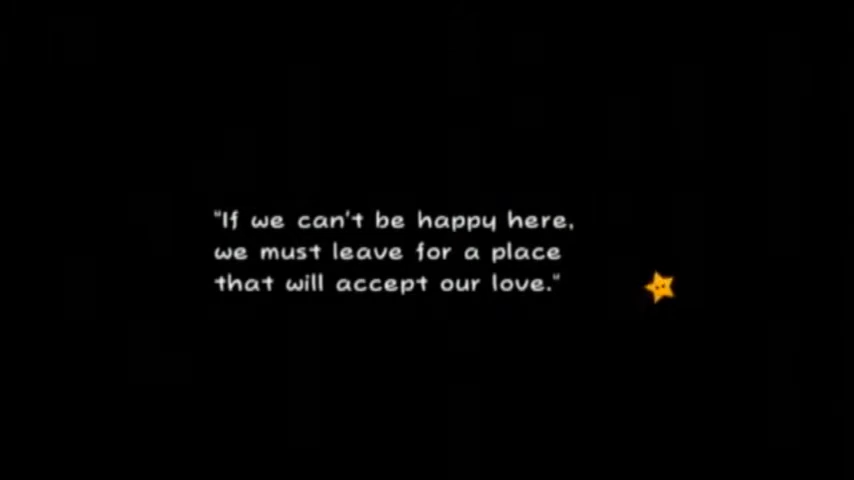 "If we can't be happy here,
we must leave for a place
that will accept our love."